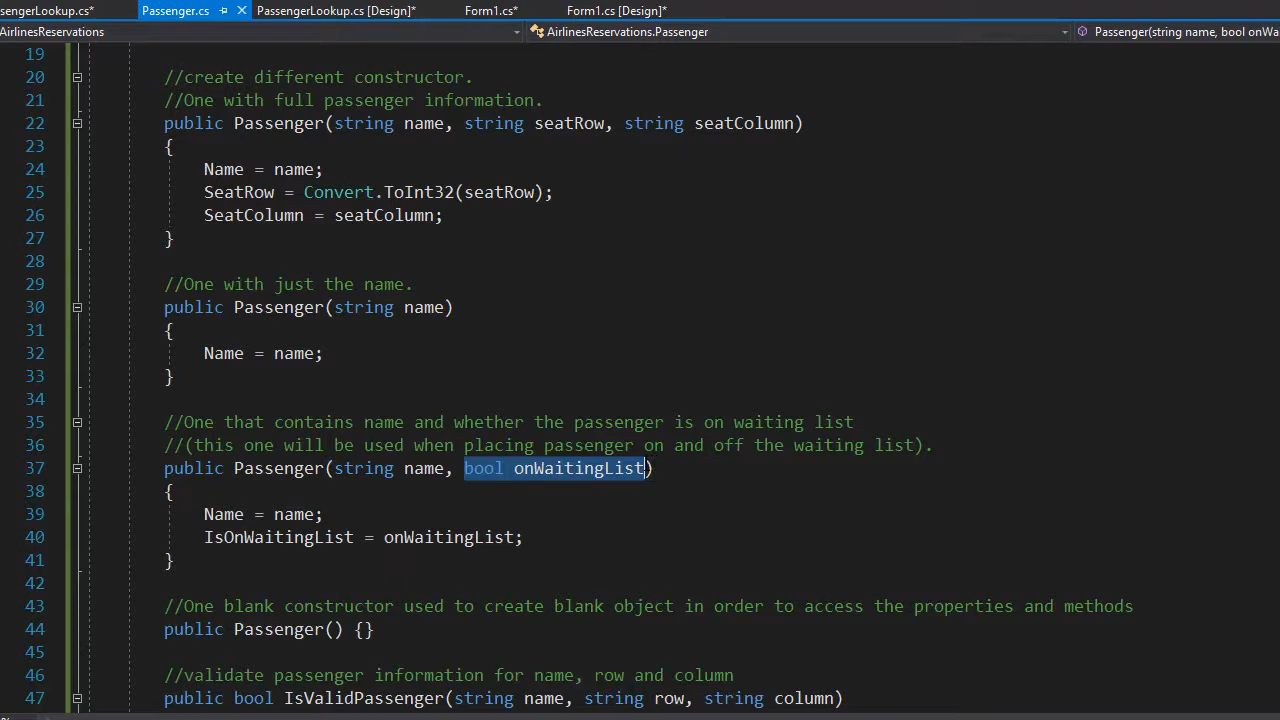 sengerLookup.cs* Passenger.cs PassengerLookup.cs [Design]* Form1.cs* Form1.cs [Design]*
AirlinesReservations AirlinesReservations.Passenger Passenger(string name, bool onWa
19
20 //create different constructor.
21 //One with full passenger information.
22 public Passenger(string name, string seatRow, string seatColumn)
23 {
24 Name = name;
25 SeatRow = Convert.ToInt32(seatRow);
26 SeatColumn = seatColumn;
27 }
28
29 //One with just the name.
30 public Passenger(string name)
31 {
32 Name = name;
33 }
34
35 //One that contains name and whether the passenger is on waiting list
36 //(this one will be used when placing passenger on and off the waiting list).
37 public Passenger(string name, bool onWaitingList)
38 {
39 Name = name;
40 IsOnWaitingList = onWaitingList;
41 }
42
43 //One blank constructor used to create blank object in order to access the properties and methods
44 public Passenger() {}
45
46 //validate passenger information for name, row and column
47 public bool IsValidPassenger(string name, string row, string column)
%